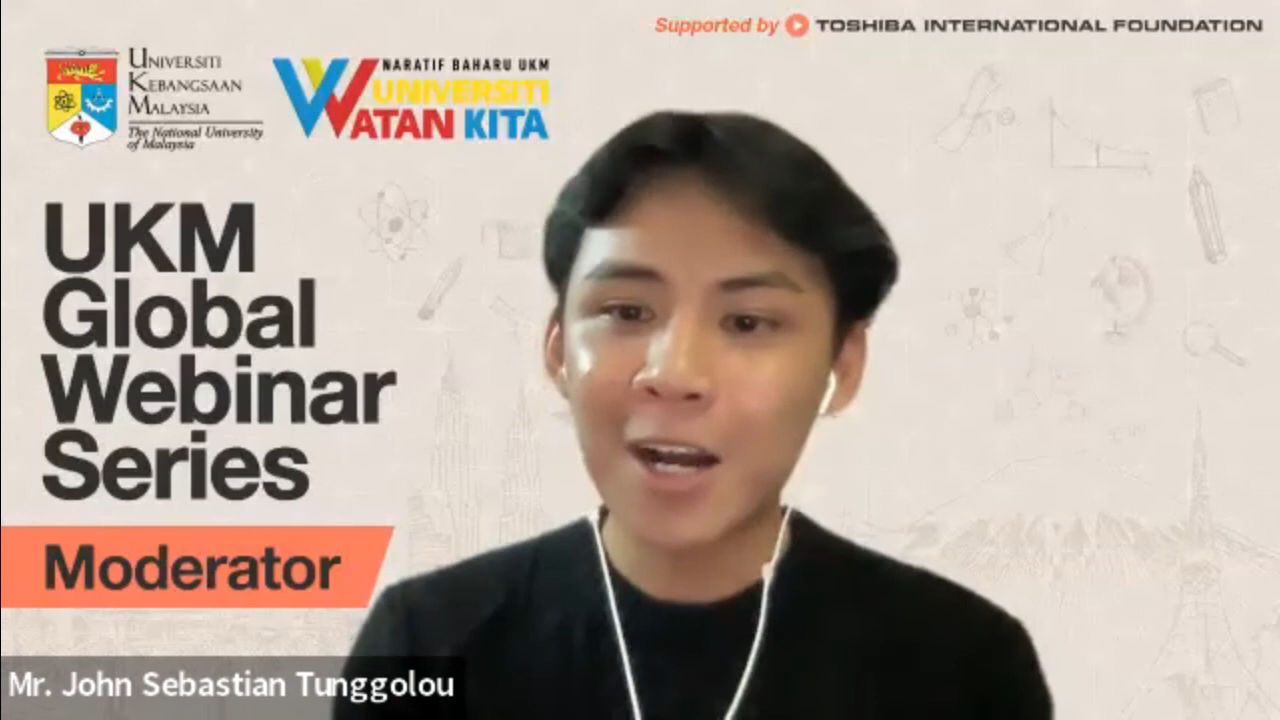 Supported by TOSHIBA INTERNATIONAL FOUNDATION
UNIVERSITI
KEBANGSAAN
MALAYSIA
The National University
of Malaysia
NARATIF BAHARU UKM
UNIVERSITI
WATAN KITA
UKM
Global
Webinar
Series
Moderator
Mr. John Sebastian Tunggolou